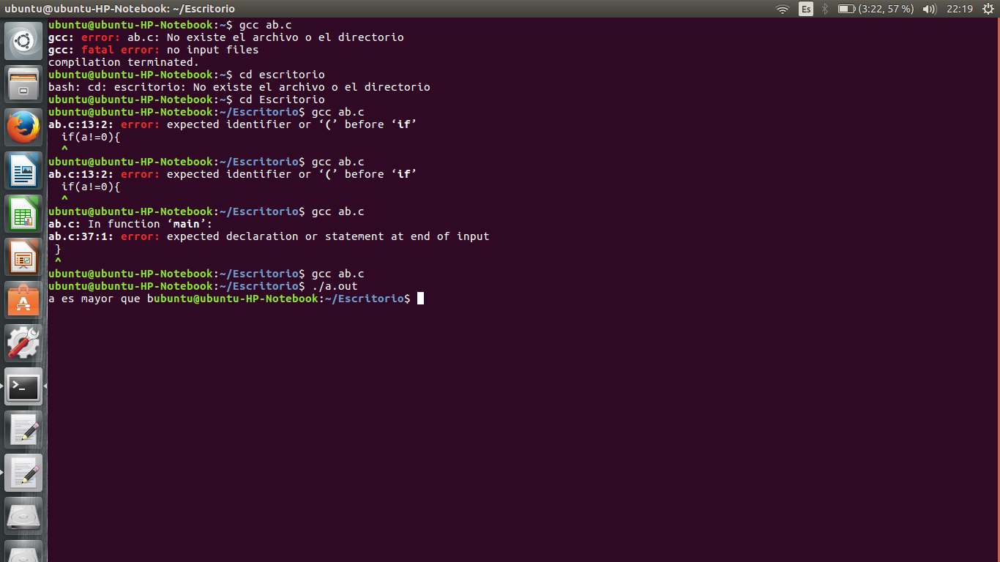 ubuntu@ubuntu-HP-Notebook: ~/Escritorio Es (3:22, 57 %) 22:19
ubuntu@ubuntu-HP-Notebook:~$ gcc ab.c
gcc: error: ab.c: No existe el archivo o el directorio
gcc: fatal error: no input files
compilation terminated.
ubuntu@ubuntu-HP-Notebook:~$ cd escritorio
bash: cd: escritorio: No existe el archivo o el directorio
ubuntu@ubuntu-HP-Notebook:~$ cd Escritorio
ubuntu@ubuntu-HP-Notebook:~/Escritorio$ gcc ab.c
ab.c:13:2: error: expected identifier or ‘(’ before ‘if’
  if(a!=0){
  ^
ubuntu@ubuntu-HP-Notebook:~/Escritorio$ gcc ab.c
ab.c:13:2: error: expected identifier or ‘(’ before ‘if’
  if(a!=0){
  ^
ubuntu@ubuntu-HP-Notebook:~/Escritorio$ gcc ab.c
ab.c: In function ‘main’:
ab.c:37:1: error: expected declaration or statement at end of input
 }
 ^
ubuntu@ubuntu-HP-Notebook:~/Escritorio$ gcc ab.c
ubuntu@ubuntu-HP-Notebook:~/Escritorio$ ./a.out
a es mayor que bubuntu@ubuntu-HP-Notebook:~/Escritorio$